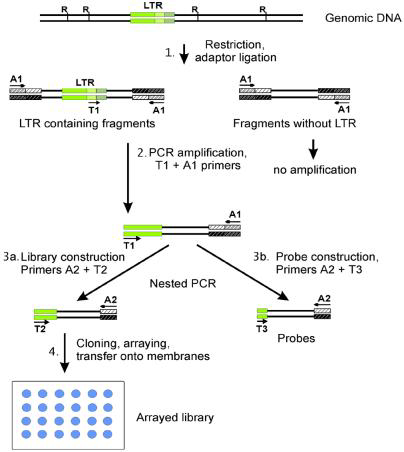 R R LTR R R
Genomic DNA
1. Restriction,
adaptor ligation
A1 LTR A1
T1 A1 A1
LTR containing fragments
Fragments without LTR
2. PCR amplification,
T1 + A1 primers
no amplification
A1
T1
3a. Library construction
Primers A2 + T2
3b. Probe construction,
Primers A2 + T3
Nested PCR
A2 A2
T2 T3
Probes
4. Cloning, arraying,
transfer onto membranes
Arrayed library